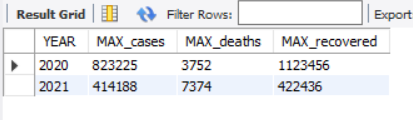 Result Grid Filter Rows: Export
YEAR MAX_cases MAX_deaths MAX_recovered
2020 823225 3752 1123456
2021 414188 7374 422436